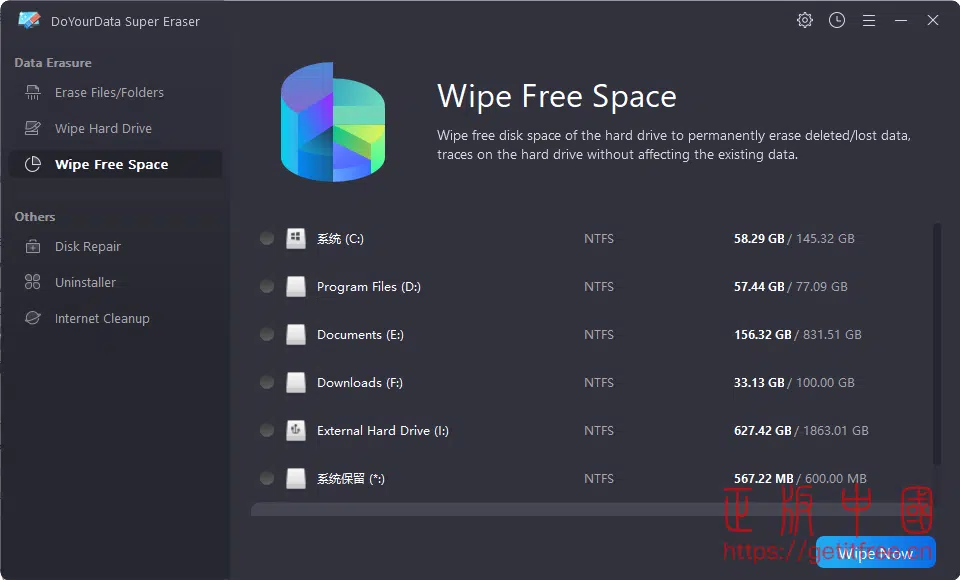 DoYourData Super Eraser
Data Erasure
Erase Files/Folders
Wipe Hard Drive
Wipe Free Space
Others
Disk Repair
Uninstaller
Internet Cleanup
Wipe Free Space
Wipe free disk space of the hard drive to permanently erase deleted/lost data,
traces on the hard drive without affecting the existing data.
系统 (C:) NTFS 58.29 GB / 145.32 GB
Program Files (D:) NTFS 57.44 GB / 77.09 GB
Documents (E:) NTFS 156.32 GB / 831.51 GB
Downloads (F:) NTFS 33.13 GB / 100.00 GB
External Hard Drive (I:) NTFS 627.42 GB / 1863.01 GB
系统保留 (*:) NTFS 567.22 MB / 600.00 MB
正版中國
https://getitfree.cn
Wipe Now